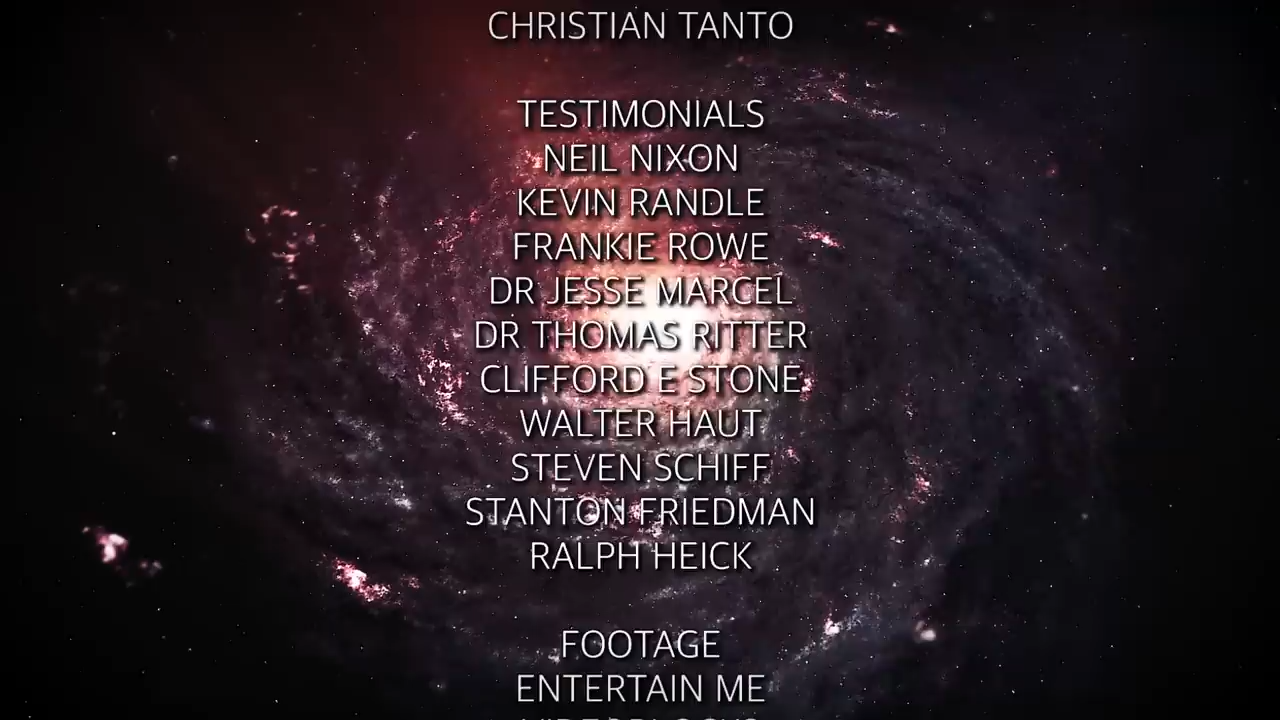 CHRISTIAN TANTO
TESTIMONIALS
NEIL NIXON
KEVIN RANDLE
FRANKIE ROWE
DR JESSE MARCEL
DR THOMAS RITTER
CLIFFORD E STONE
WALTER HAUT
STEVEN SCHIFF
STANTON FRIEDMAN
RALPH HEICK
FOOTAGE
ENTERTAIN ME